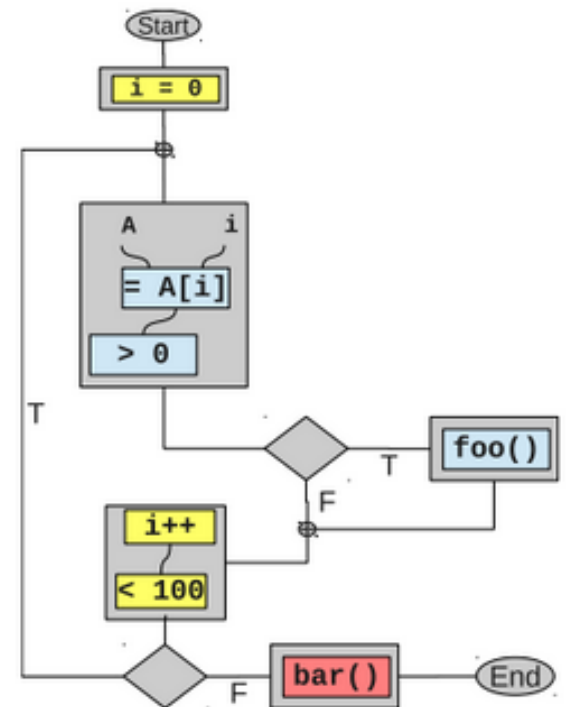 Start
i = 0
A i
= A[i]
> 0
T
foo()
T
F
i++
< 100
bar()
End
F